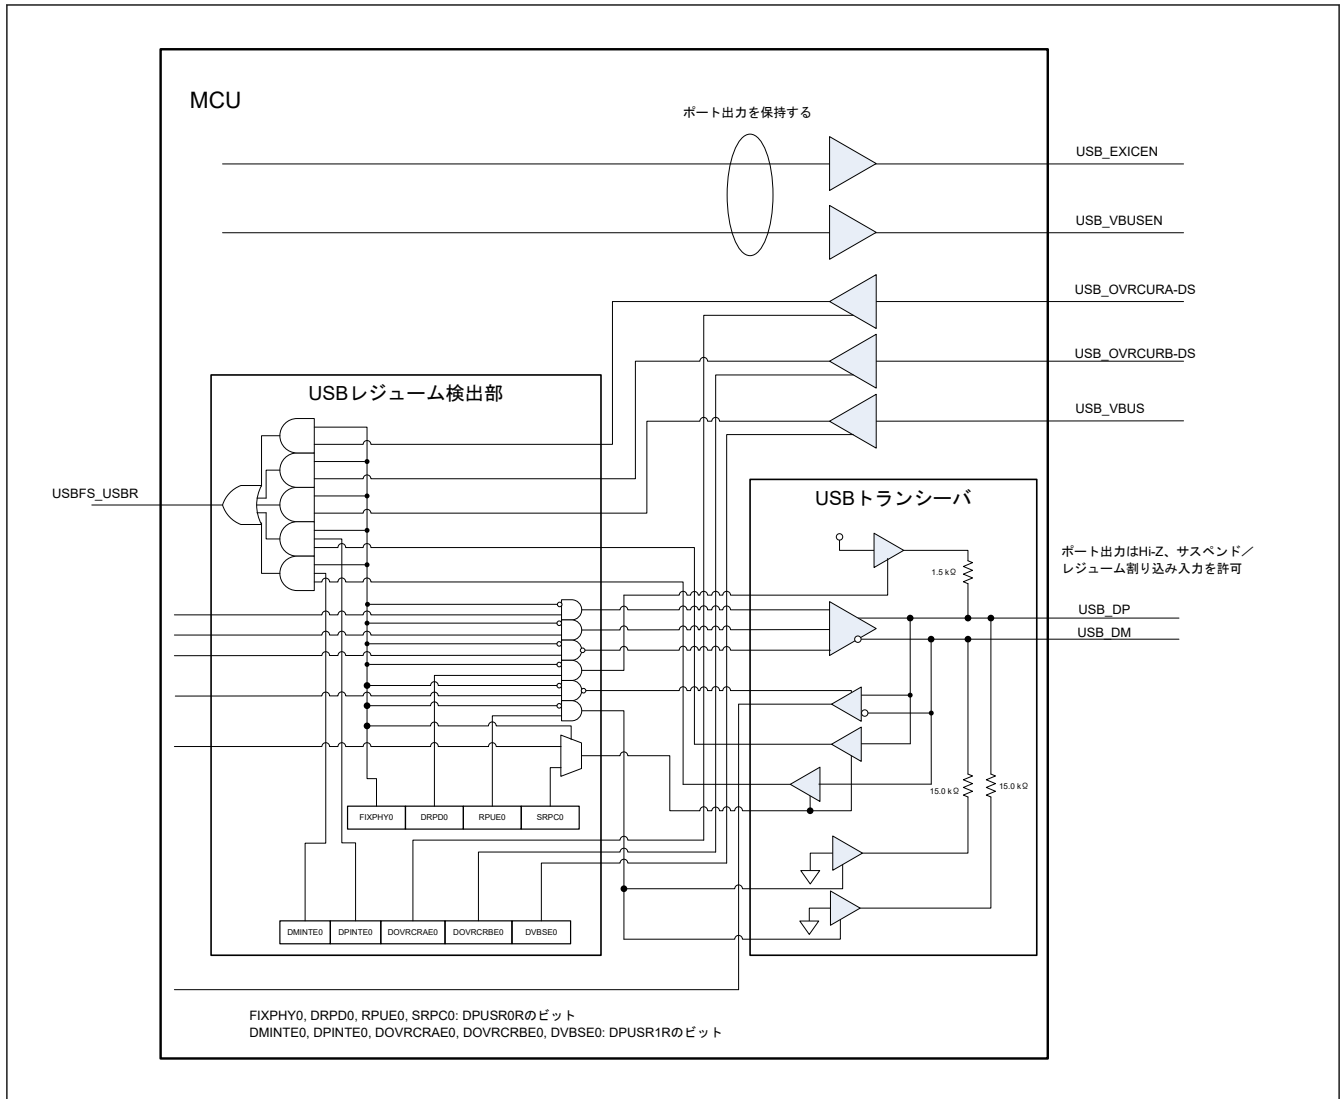 MCU
ポート出力を保持する
USB_EXICEN
USB_VBUSEN
USB_OVRCURA-DS
USB_OVRCURB-DS
USB_VBUS
USBレジューム検出部
USBFS_USBR
USBトランシーバ
ポート出力はHi-Z、サスペンド／
レジューム割り込み入力を許可
1.5 kΩ
USB_DP
USB_DM
15.0 kΩ
15.0 kΩ
FIXPHY0
DRPD0
RPUE0
SRPC0
DMINTE0
DPINTE0
DOVRCRAE0
DOVRCRBE0
DVBSE0
FIXPHY0, DRPD0, RPUE0, SRPC0: DPUSR0Rのビット
DMINTE0, DPINTE0, DOVRCRAE0, DOVRCRBE0, DVBSE0: DPUSR1Rのビット